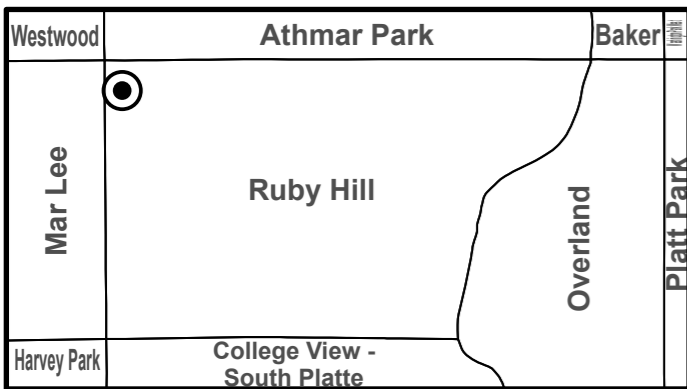 Westwood
Athmar Park
Baker
Mar Lee
Ruby Hill
Overland
Platt Park
Harvey Park
College View -
South Platte